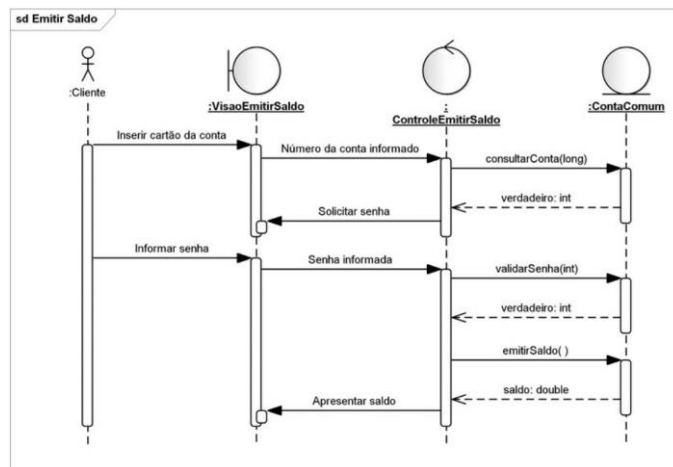 sd Emitir Saldo
:Cliente
:VisaoEmitirSaldo
:
ControleEmitirSaldo
:ContaComum
Inserir cartão da conta
Número da conta informado
consultarConta(long)
verdadeiro: int
Solicitar senha
Informar senha
Senha informada
validarSenha(int)
verdadeiro: int
emitirSaldo( )
saldo: double
Apresentar saldo